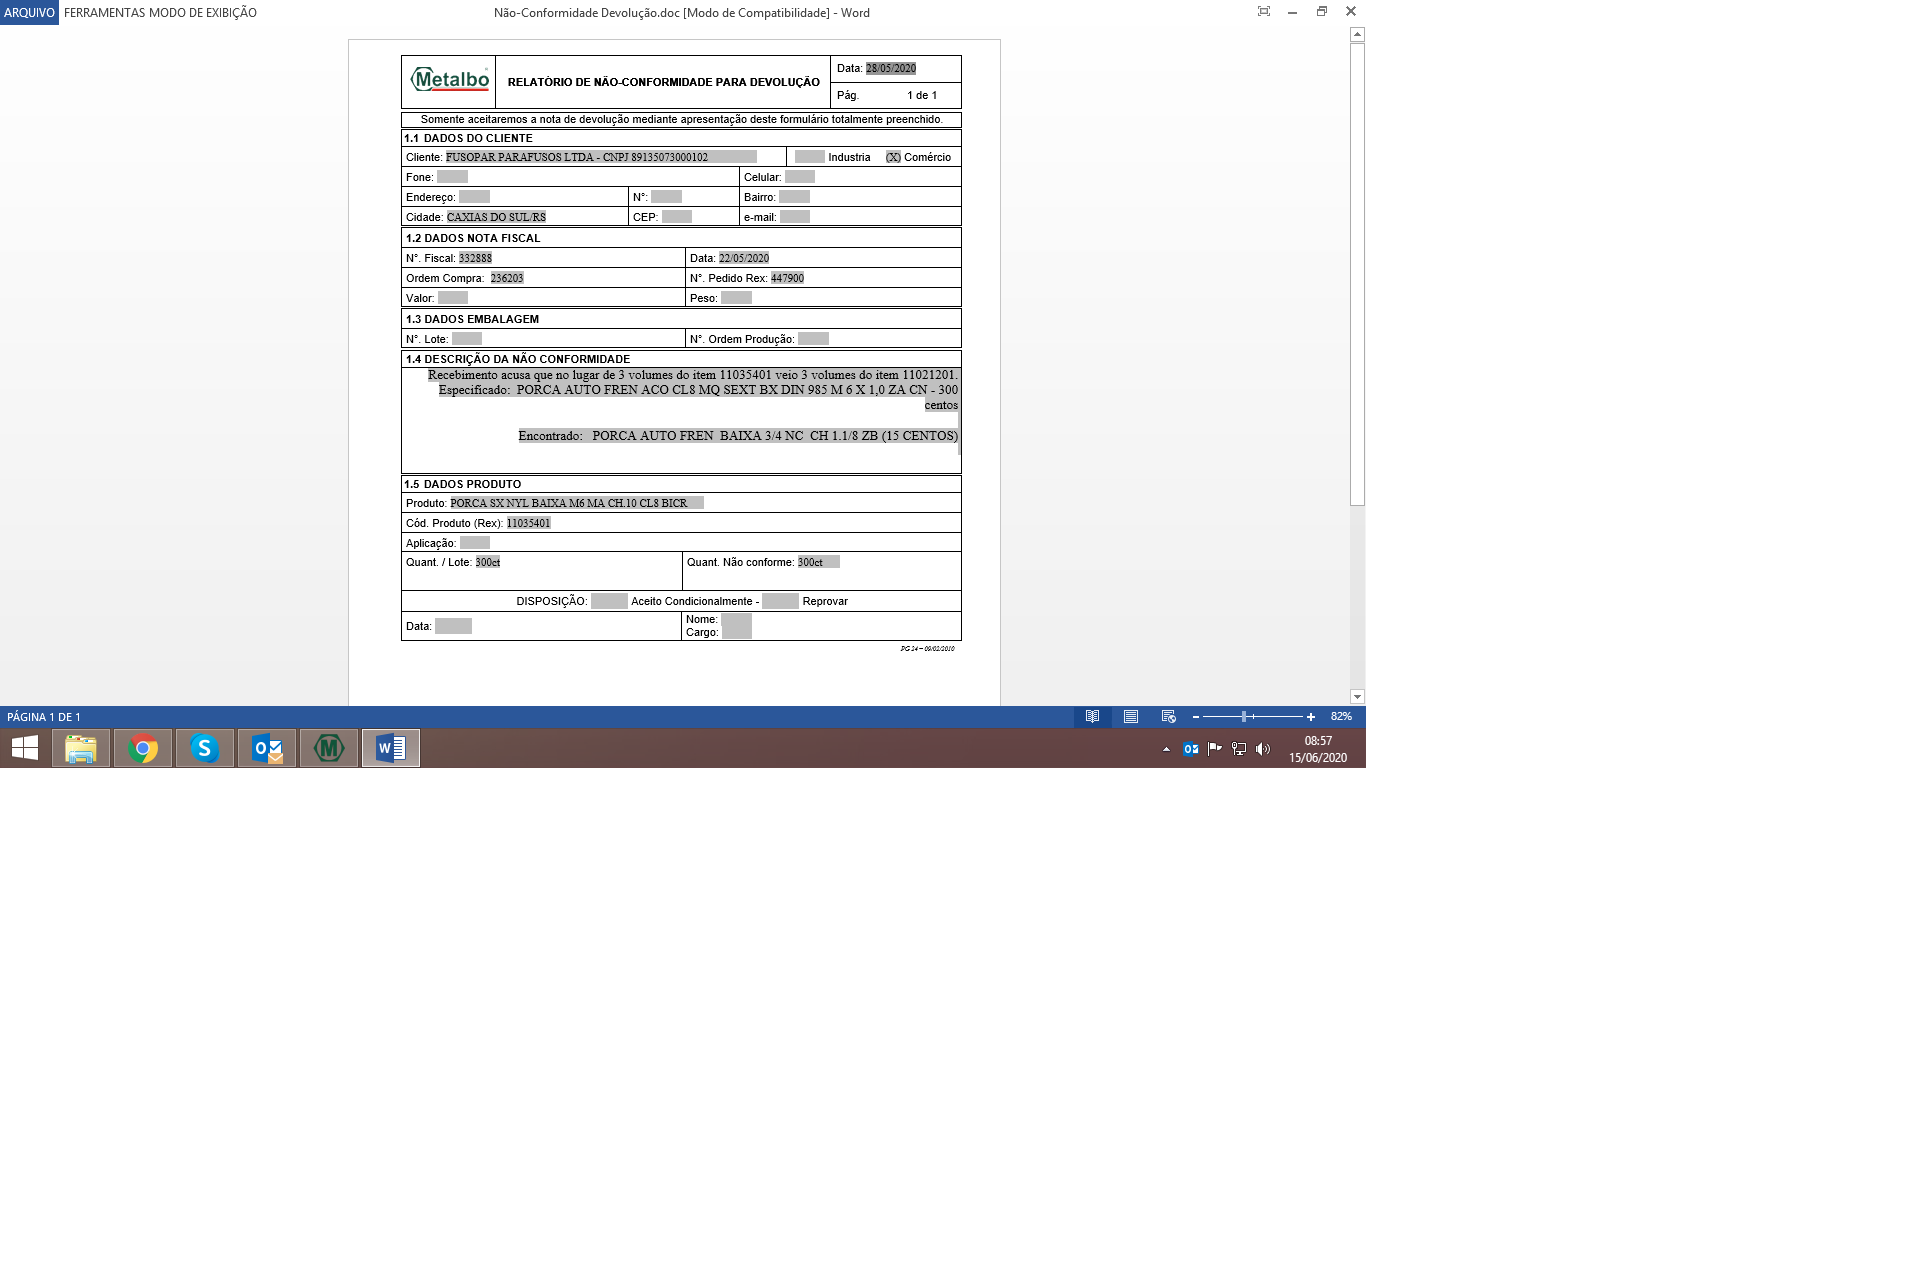 ARQUIVO FERRAMENTAS MODO DE EXIBIÇÃO
Não-Conformidade Devolução.doc [Modo de Compatibilidade] - Word
Metalbo
RELATÓRIO DE NÃO-CONFORMIDADE PARA DEVOLUÇÃO
Data: 28/05/2020
Pág. 1 de 1
Somente aceitaremos a nota de devolução mediante apresentação deste formulário totalmente preenchido.
1.1 DADOS DO CLIENTE
Cliente: FUSOPAR PARAFUSOS LTDA - CNPJ 89135073000102 Industria (X) Comércio
Fone: Celular:
Endereço: N°: Bairro:
Cidade: CAXIAS DO SUL/RS CEP: e-mail:
1.2 DADOS NOTA FISCAL
N°. Fiscal: 332888 Data: 22/05/2020
Ordem Compra: 236203 N°. Pedido Rex: 447900
Valor: Peso:
1.3 DADOS EMBALAGEM
N°. Lote: N°. Ordem Produção:
1.4 DESCRIÇÃO DA NÃO CONFORMIDADE
Recebimento acusa que no lugar de 3 volumes do item 11035401 veio 3 volumes do item 11021201.
Especificado: PORCA AUTO FREN ACO CL8 MQ SEXT BX DIN 985 M 6 X 1,0 ZA CN - 300
centos
Encontrado: PORCA AUTO FREN BAIXA 3/4 NC CH 1.1/8 ZB (15 CENTOS)
1.5 DADOS PRODUTO
Produto: PORCA SX NYL BAIXA M6 MA CH.10 CL8 BICR
Cód. Produto (Rex): 11035401
Aplicação:
Quant. / Lote: 300ct Quant. Não conforme: 300ct
DISPOSIÇÃO: Aceito Condicionalmente - Reprovar
Data: Nome:
Cargo:
PG 24 – 09/02/2010
PÁGINA 1 DE 1
82%
08:57
15/06/2020